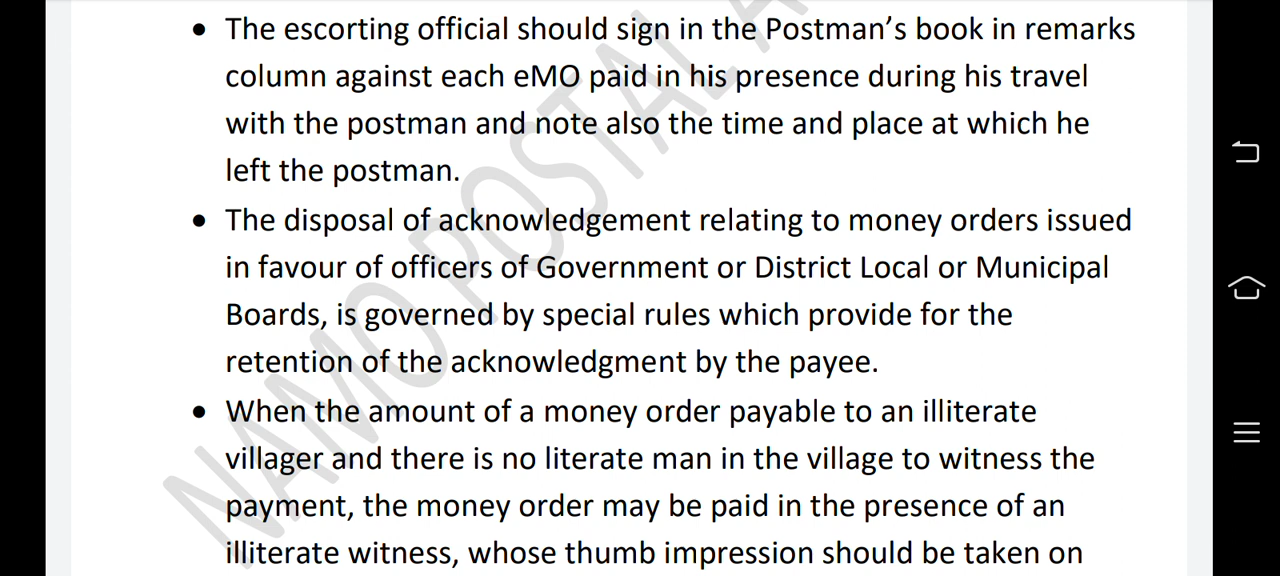 • The escorting official should sign in the Postman’s book in remarks
column against each eMO paid in his presence during his travel
with the postman and note also the time and place at which he
left the postman.
• The disposal of acknowledgement relating to money orders issued
in favour of officers of Government or District Local or Municipal
Boards, is governed by special rules which provide for the
retention of the acknowledgment by the payee.
• When the amount of a money order payable to an illiterate
villager and there is no literate man in the village to witness the
payment, the money order may be paid in the presence of an
illiterate witness, whose thumb impression should be taken on
NAMO POSTAL A